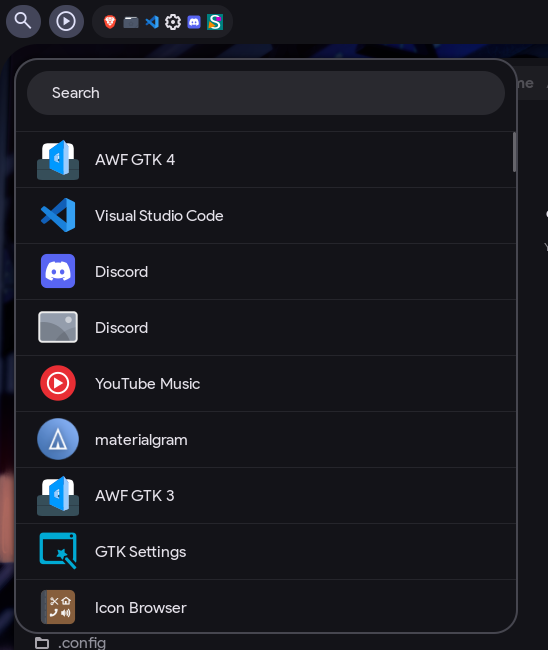 Search
AWF GTK 4
Visual Studio Code
Discord
Discord
YouTube Music
materialgram
AWF GTK 3
GTK Settings
Icon Browser
.config